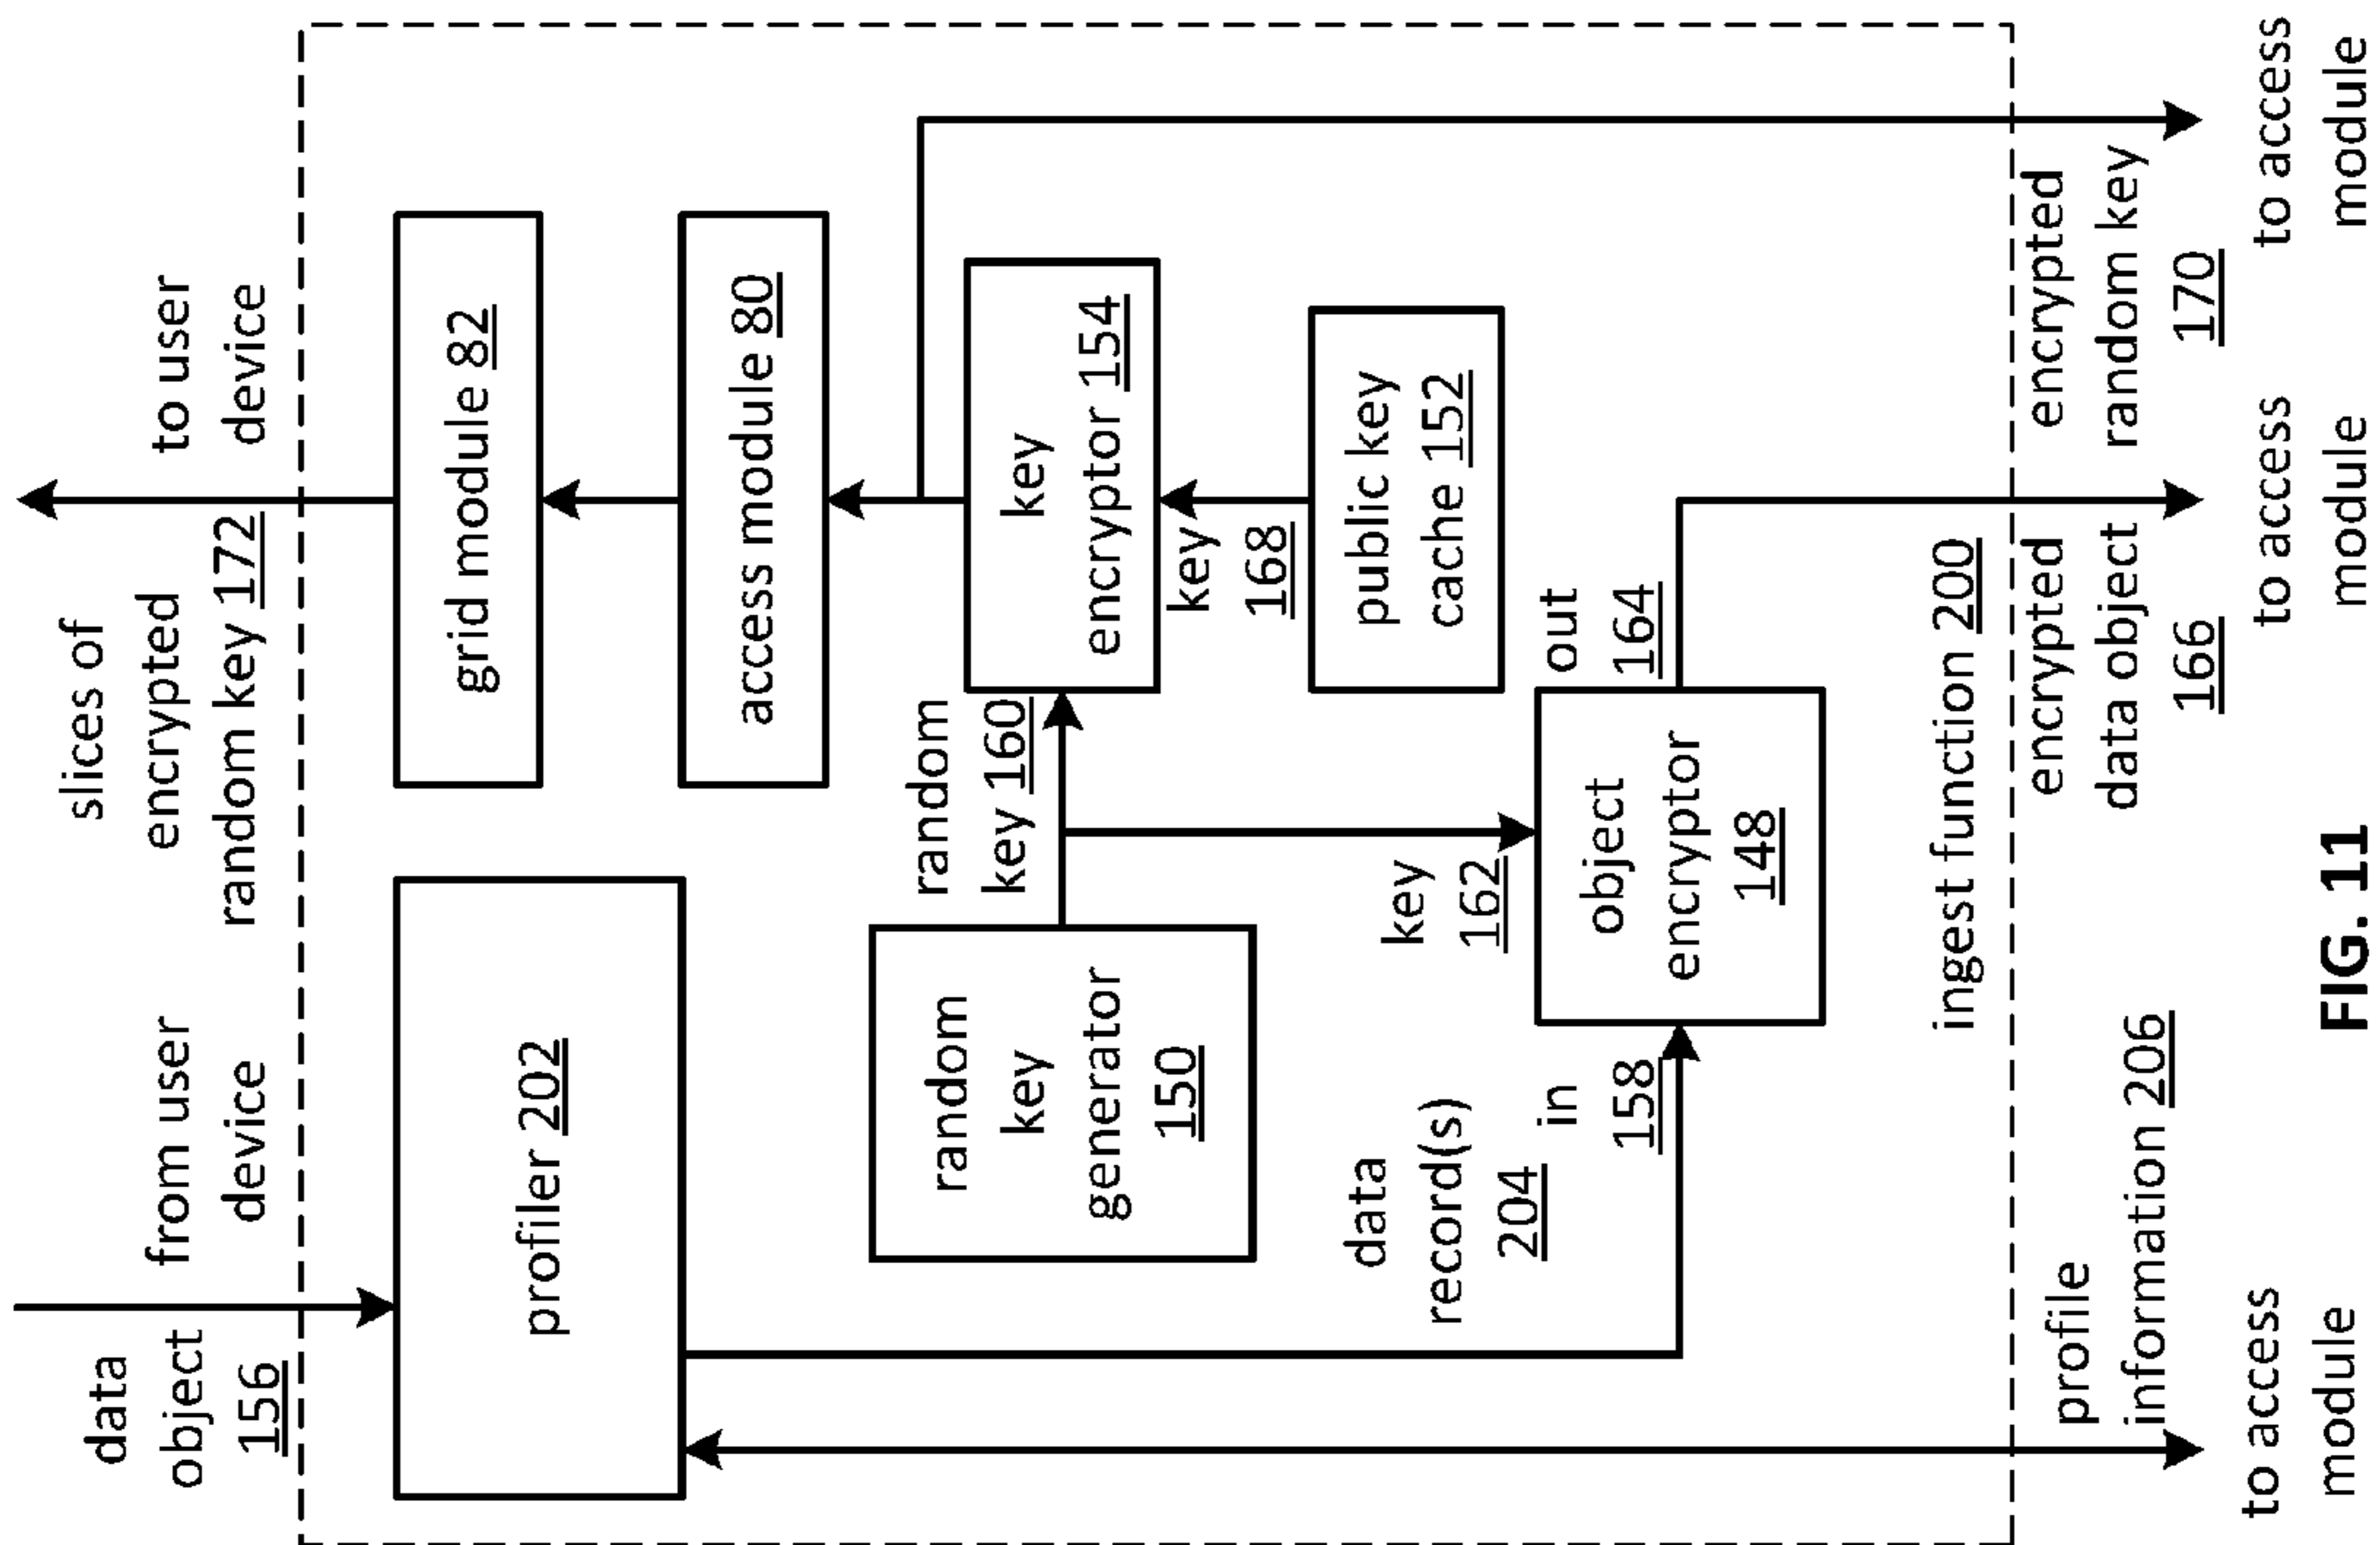 data
object
156
from user
device
slices of
encrypted
random key 172
to user
device
profiler 202
grid module 82
access module 80
random
key
generator
150
random
key 160
key
encryptor 154
key
168
public key
cache 152
data
record(s)
204
in
158
key
162
object
encryptor
148
out
164
ingest function 200
profile
information 206
encrypted
data object
166
encrypted
random key
170
to access
module
to access
module
to access
module
FIG. 11